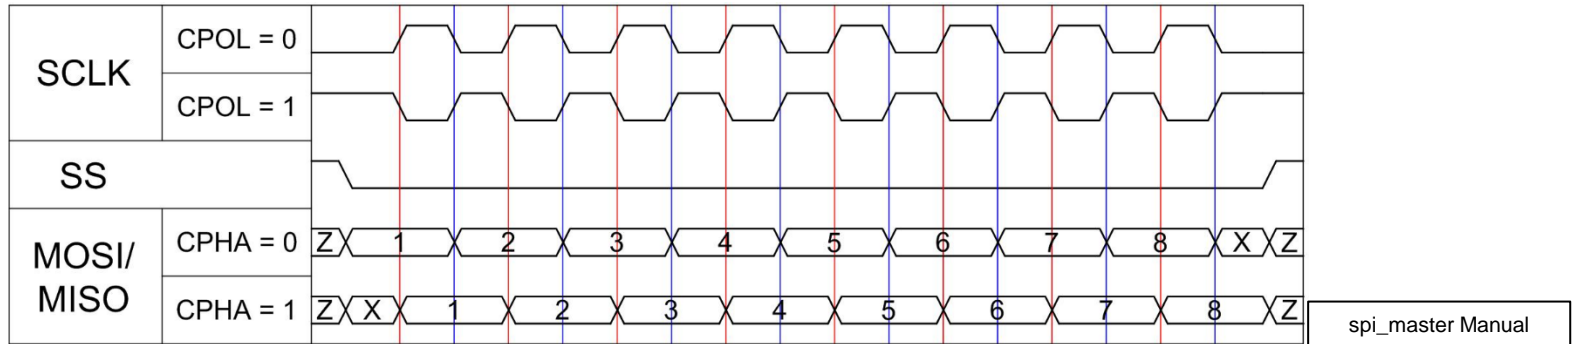 SCLK
CPOL = 0
CPOL = 1
SS
MOSI/
MISO
CPHA = 0
Z 1 2 3 4 5 6 7 8 X Z
CPHA = 1
Z X 1 2 3 4 5 6 7 8 Z
spi_master Manual